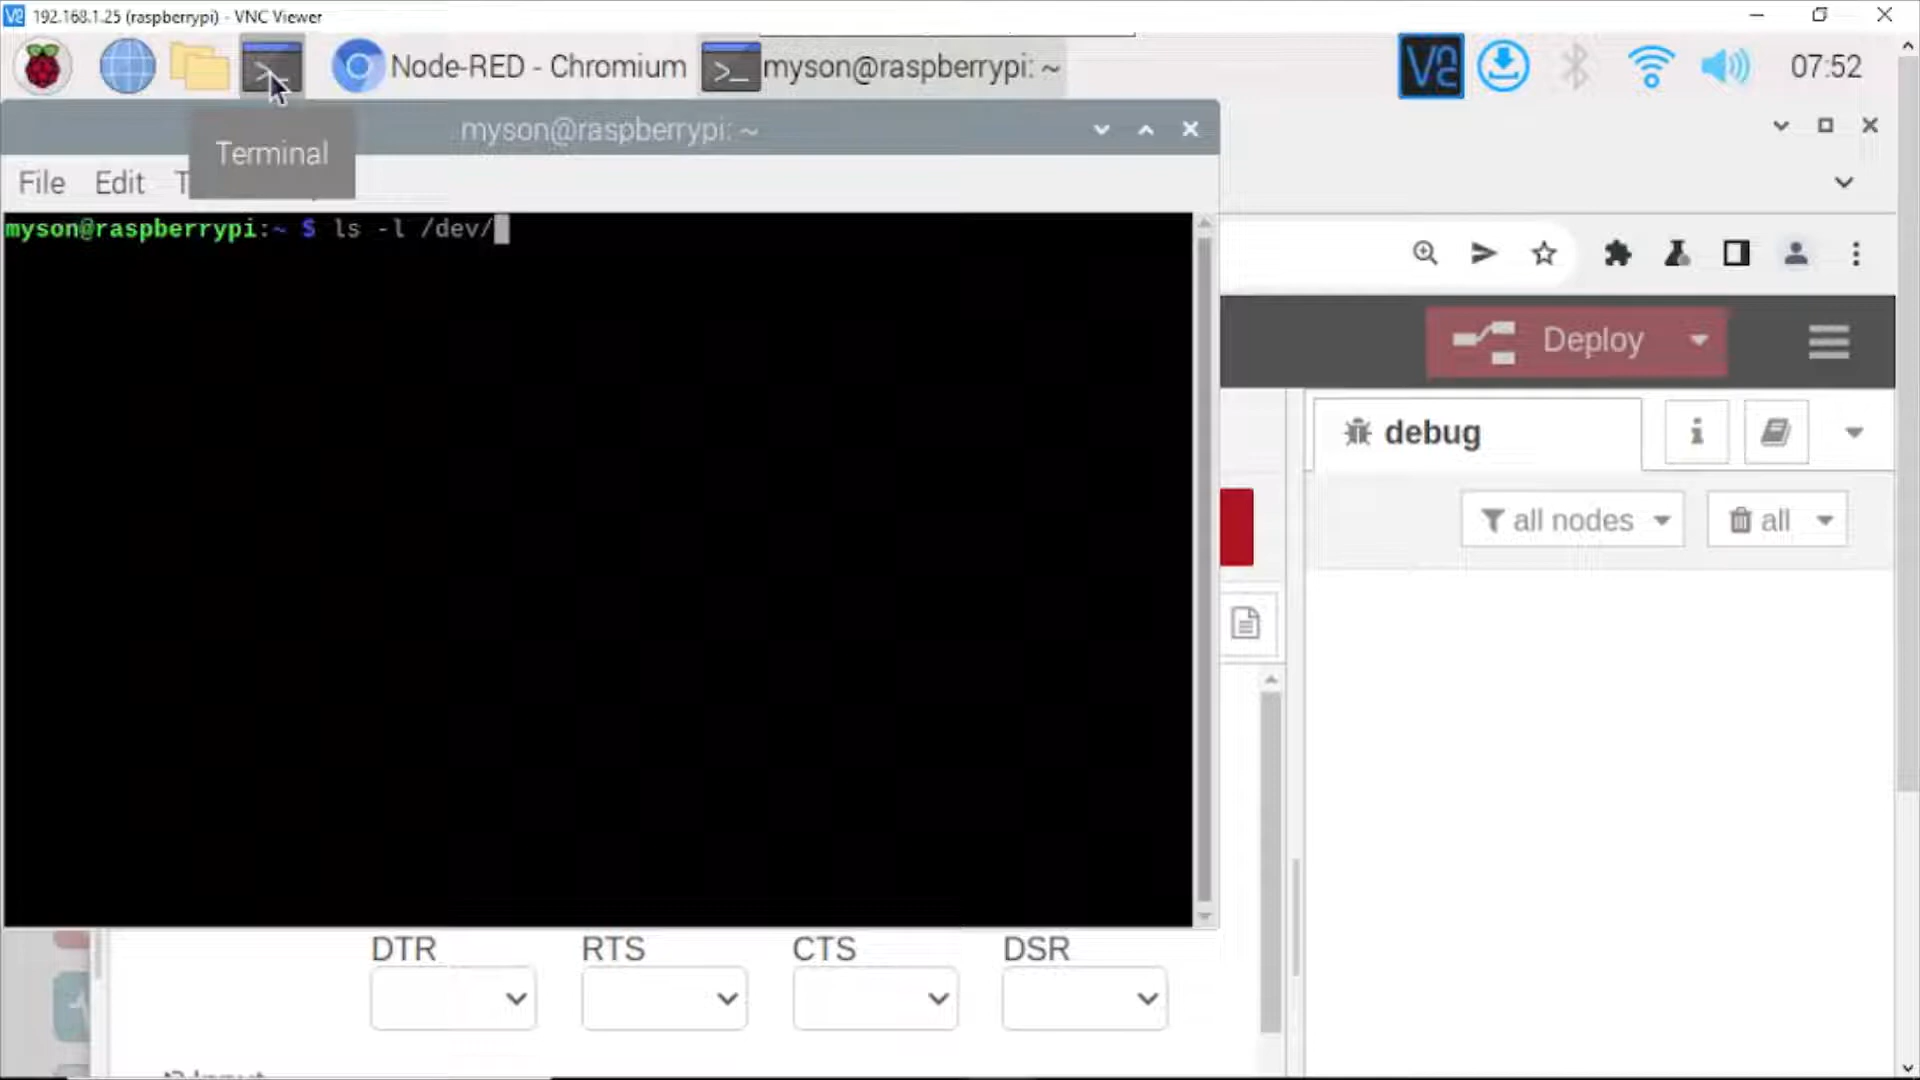 192.168.1.25 (raspberrypi) - VNC Viewer
Node-RED - Chromium
myson@raspberrypi: ~
07:52
myson@raspberrypi: ~
Terminal
File Edit T
myson@raspberrypi:~ $ ls -l /dev/
Deploy
debug
all nodes
all
DTR RTS CTS DSR